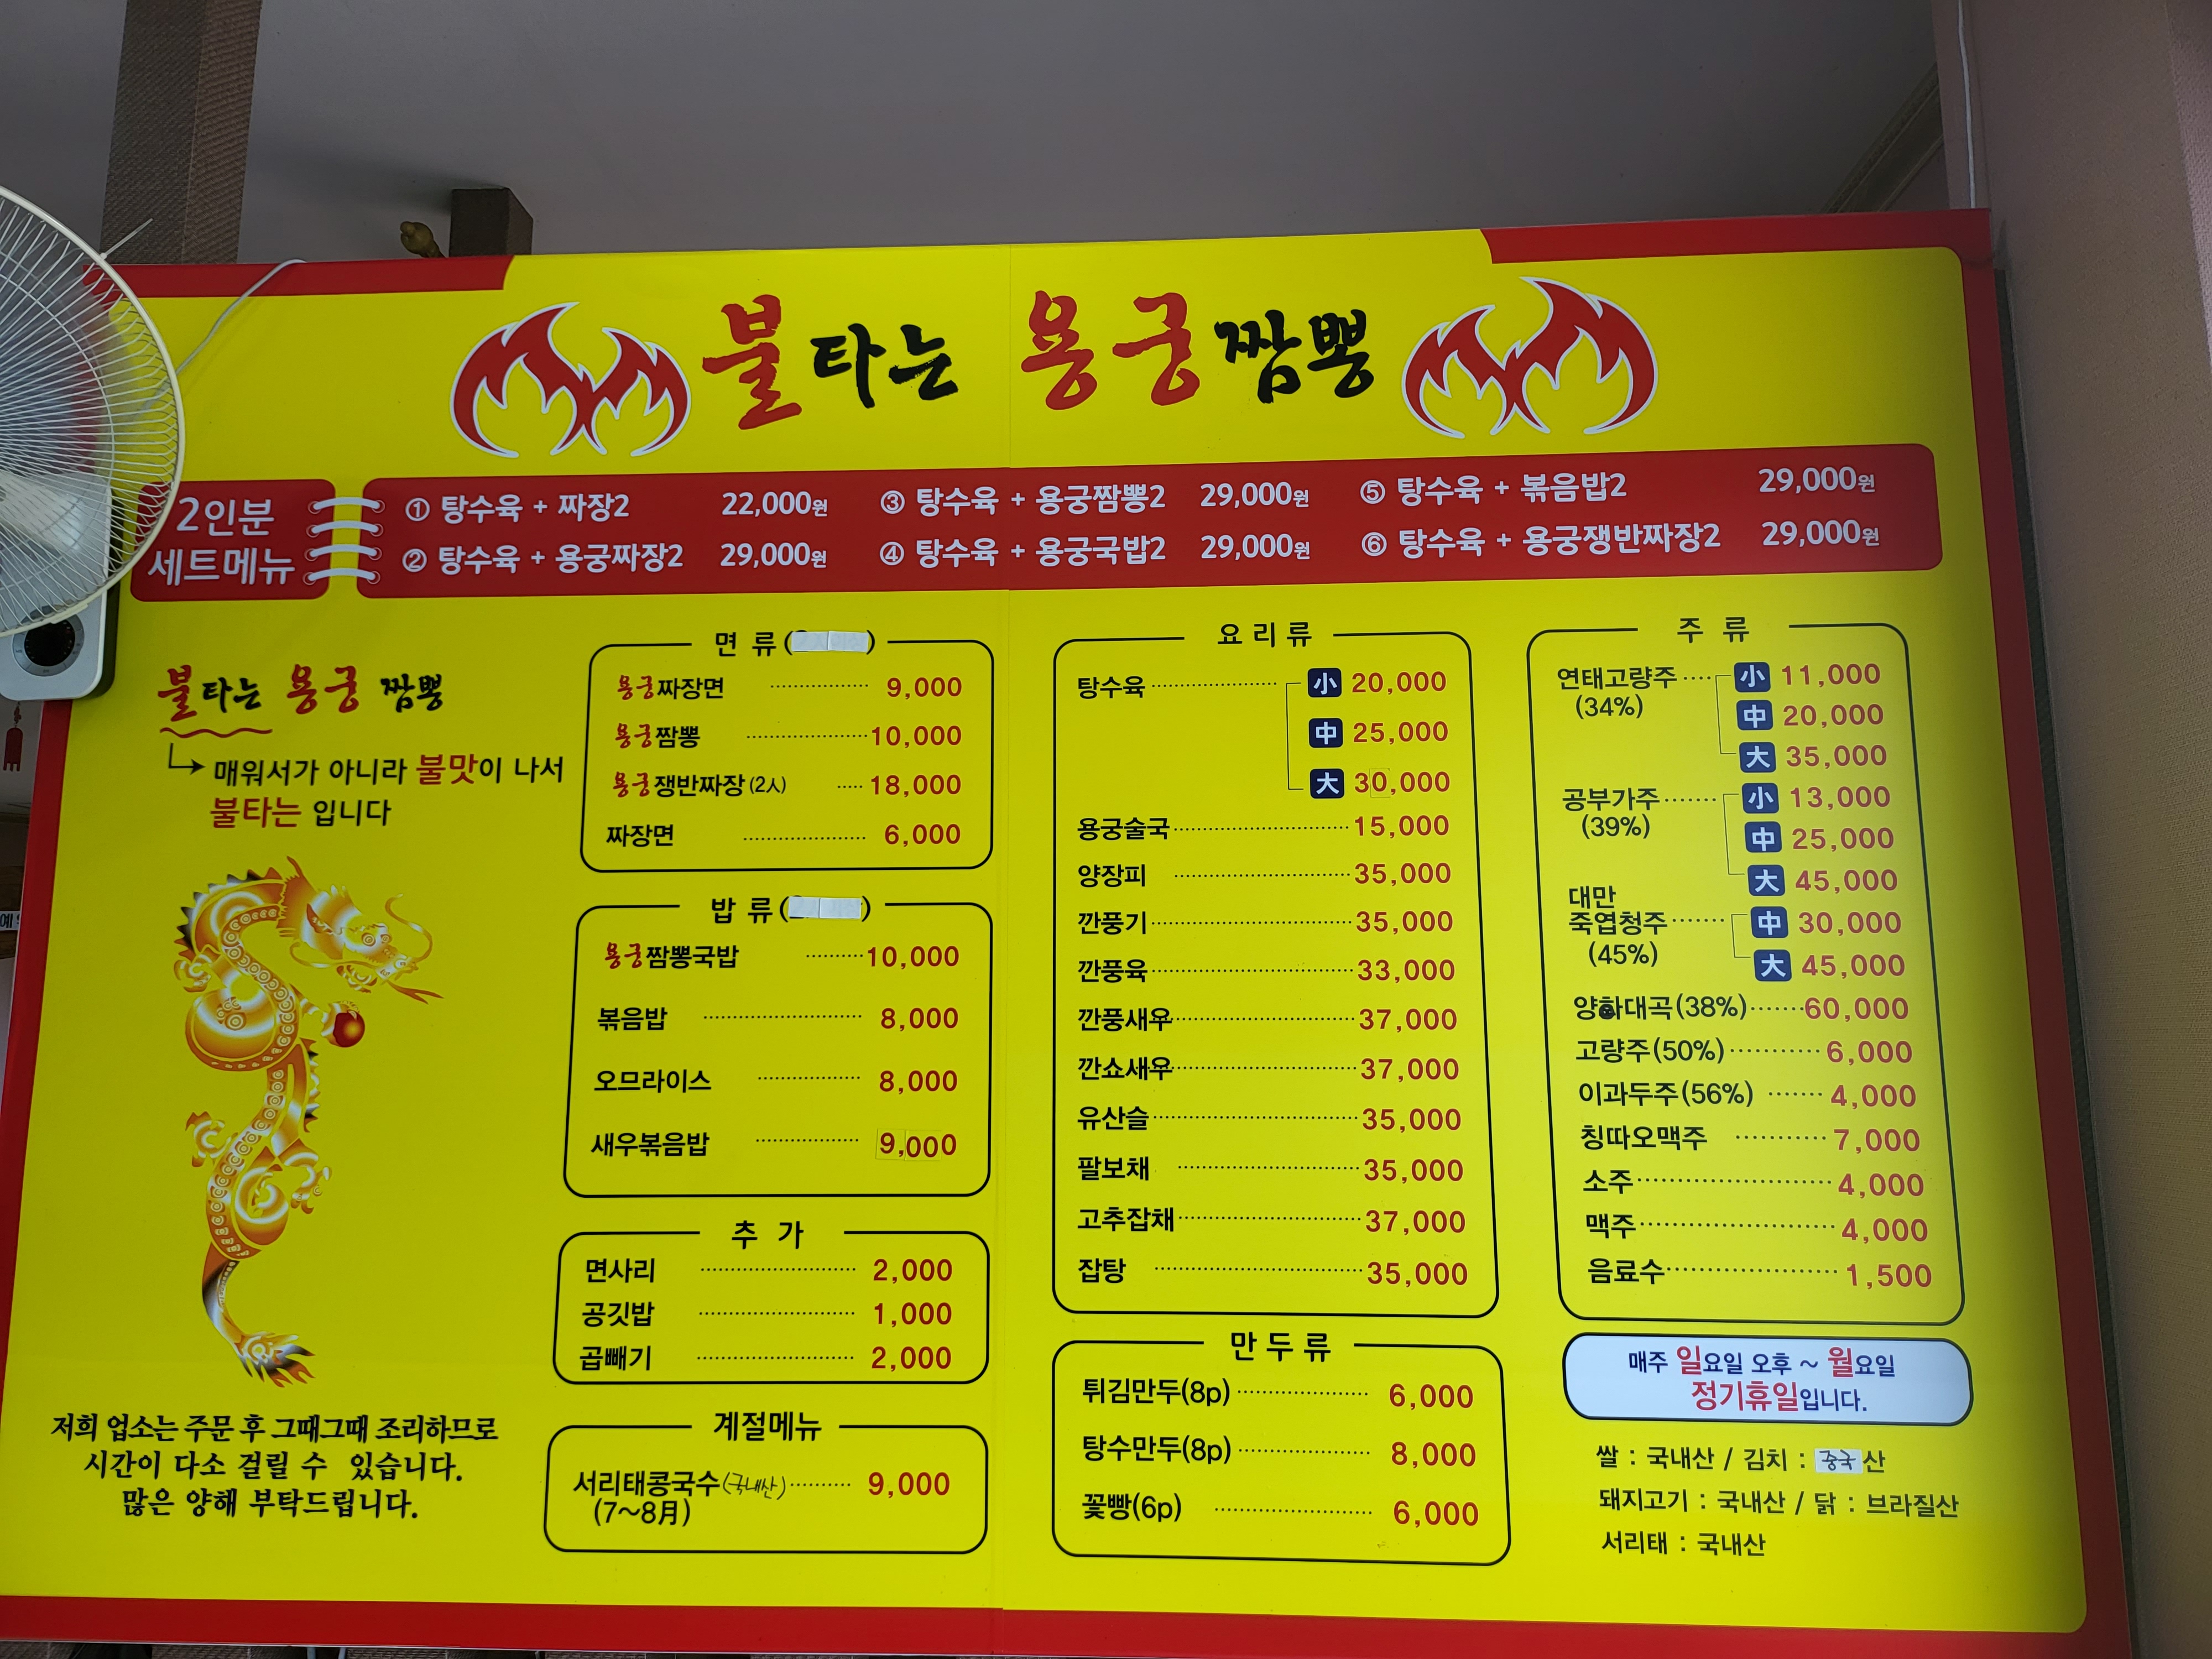 불타는 용궁짬뽕
2인분
세트메뉴
① 탕수육 + 짜장2 22,000원
② 탕수육 + 용궁짜장2 29,000원
③ 탕수육 + 용궁짬뽕2 29,000원
④ 탕수육 + 용궁국밥2 29,000원
⑤ 탕수육 + 볶음밥2 29,000원
⑥ 탕수육 + 용궁쟁반짜장2 29,000원
불타는 용궁 짬뽕
매워서가 아니라 불맛이 나서
불타는 입니다
저희 업소는 주문 후 그때그때 조리하므로
시간이 다소 걸릴 수 있습니다.
많은 양해 부탁드립니다.
면 류 ( )
용궁짜장면 9,000
용궁짬뽕 10,000
용궁쟁반짜장(2人) 18,000
짜장면 6,000
밥 류 ( )
용궁짬뽕국밥 10,000
볶음밥 8,000
오므라이스 8,000
새우볶음밥 9,000
추 가
면사리 2,000
공깃밥 1,000
곱빼기 2,000
계절메뉴
서리태콩국수(국내산) 9,000
(7~8月)
요 리 류
탕수육 小 20,000
中 25,000
大 30,000
용궁술국 15,000
양장피 35,000
깐풍기 35,000
깐풍육 33,000
깐풍새우 37,000
깐쇼새우 37,000
유산슬 35,000
팔보채 35,000
고추잡채 37,000
잡탕 35,000
만 두 류
튀김만두(8p) 6,000
탕수만두(8p) 8,000
꽃빵(6p) 6,000
주 류
연태고량주 小 11,000
(34%) 中 20,000
大 35,000
공부가주 小 13,000
(39%) 中 25,000
大 45,000
대만
죽엽청주 中 30,000
(45%) 大 45,000
양하대곡(38%) 60,000
고량주(50%) 6,000
이과두주(56%) 4,000
칭따오맥주 7,000
소주 4,000
맥주 4,000
음료수 1,500
매주 일요일 오후 ~ 월요일
정기휴일입니다.
쌀 : 국내산 / 김치 : 중국산
돼지고기 : 국내산 / 닭 : 브라질산
서리태 : 국내산